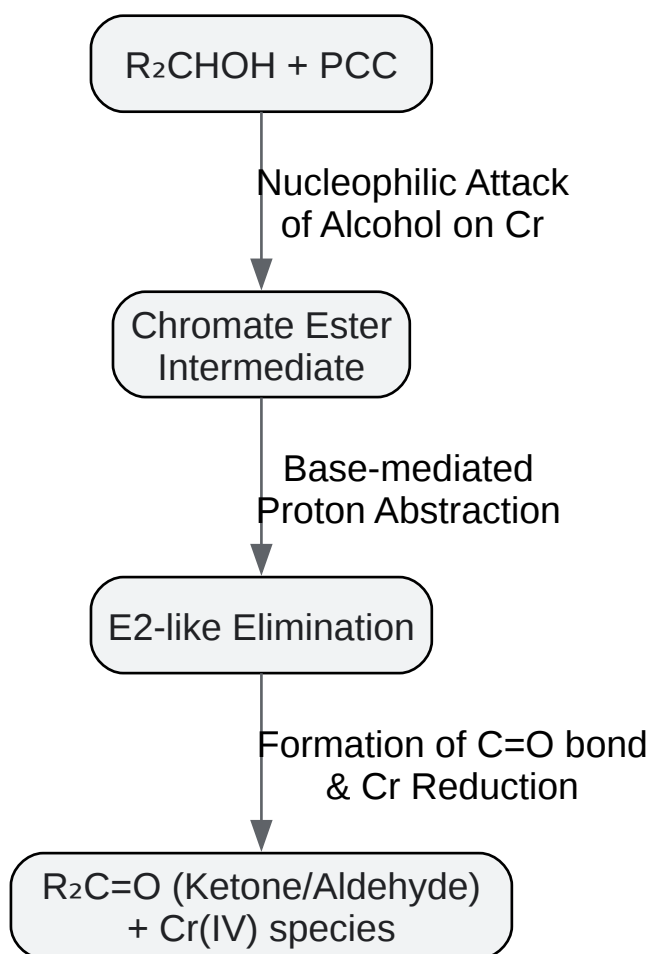 R₂CHOH + PCC
Nucleophilic Attack
of Alcohol on Cr
Chromate Ester
Intermediate
Base-mediated
Proton Abstraction
E2-like Elimination
Formation of C=O bond
& Cr Reduction
R₂C=O (Ketone/Aldehyde)
+ Cr(IV) species